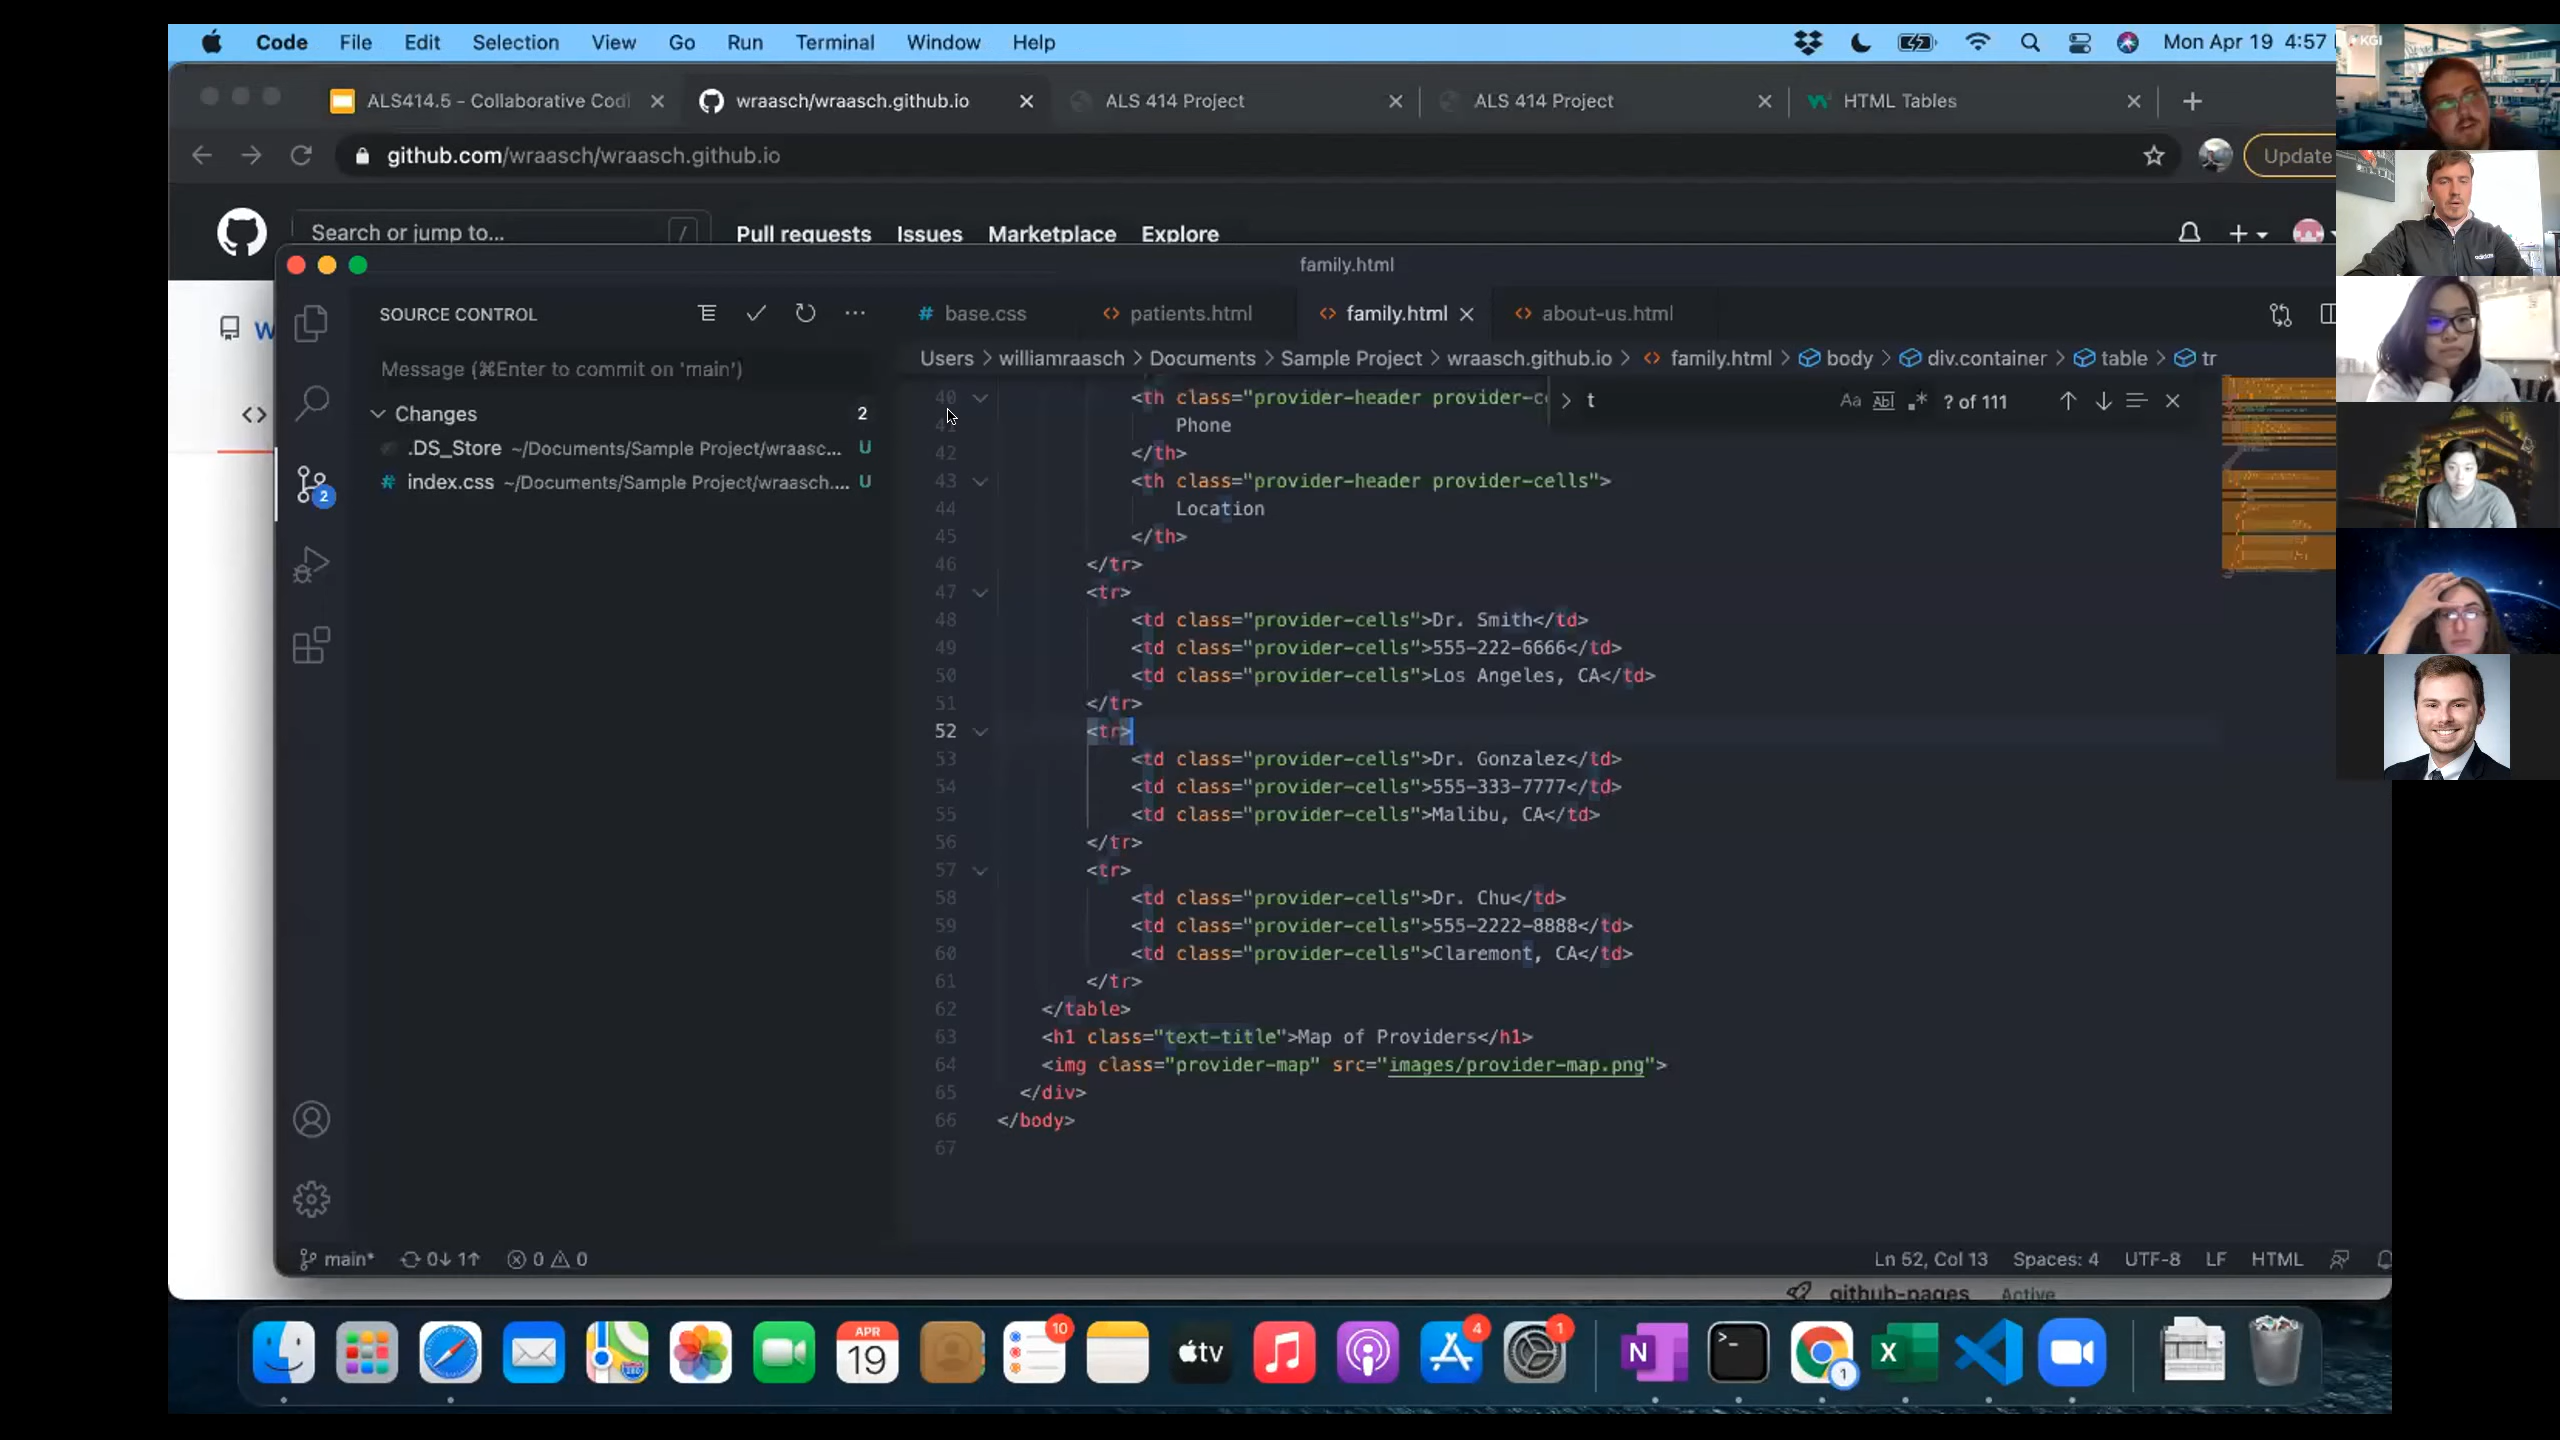 Code File Edit Selection View Go Run Terminal Window Help Mon Apr 19 4:57
KGI
ALS414.5 - Collaborative Codi
wraasch/wraasch.github.io
ALS 414 Project
ALS 414 Project
HTML Tables
github.com/wraasch/wraasch.github.io
Update
Search or jump to... /
Pull requests Issues Marketplace Explore
W
family.html
SOURCE CONTROL
base.css patients.html family.html about-us.html
Message (⌘Enter to commit on 'main')
Users > williamraasch > Documents > Sample Project > wraasch.github.io > family.html > body > div.container > table > tr
Changes 2
.DS_Store ~/Documents/Sample Project/wraasc... U
index.css ~/Documents/Sample Project/wraasch.... U
2
> t Aa Abl .* ? of 111
40 <th class="provider-header provider-c
41 Phone
42 </th>
43 <th class="provider-header provider-cells">
44 Location
45 </th>
46 </tr>
47 <tr>
48 <td class="provider-cells">Dr. Smith</td>
49 <td class="provider-cells">555-222-6666</td>
50 <td class="provider-cells">Los Angeles, CA</td>
51 </tr>
52 <tr>
53 <td class="provider-cells">Dr. Gonzalez</td>
54 <td class="provider-cells">555-333-7777</td>
55 <td class="provider-cells">Malibu, CA</td>
56 </tr>
57 <tr>
58 <td class="provider-cells">Dr. Chu</td>
59 <td class="provider-cells">555-2222-8888</td>
60 <td class="provider-cells">Claremont, CA</td>
61 </tr>
62 </table>
63 <h1 class="text-title">Map of Providers</h1>
64 <img class="provider-map" src="images/provider-map.png">
65 </div>
66 </body>
67
main* 0↓ 1↑ 0 0
Ln 52, Col 13 Spaces: 4 UTF-8 LF HTML
github-pages Active
APR
19
10
tv
4
1
N
>_
1
X
adidas